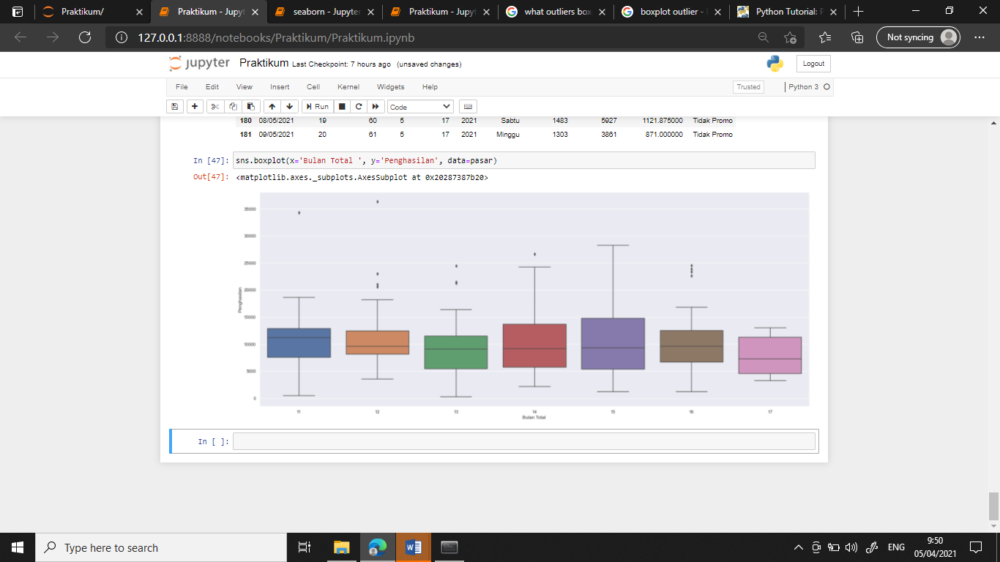 Praktikum/
Praktikum - Jupyt
seaborn - Jupyter
Praktikum - Jupyt
what outliers box
boxplot outlier -
Python Tutorial: P
127.0.0.1:8888/notebooks/Praktikum/Praktikum.ipynb
Not syncing
jupyter Praktikum Last Checkpoint: 7 hours ago (unsaved changes)
Logout
File Edit View Insert Cell Kernel Widgets Help
Trusted
Python 3
Run
Code
180 08/05/2021 19 60 5 17 2021 Sabtu 1483 5927 1121.875000 Tidak Promo
181 09/05/2021 20 61 5 17 2021 Minggu 1303 3861 871.000000 Tidak Promo
In [47]: sns.boxplot(x='Bulan Total ', y='Penghasilan', data=pasar)
Out[47]: <matplotlib.axes._subplots.AxesSubplot at 0x20287387b20>
35000
30000
25000
20000
15000
10000
5000
0
Penghasilan
11 12 13 14 15 16 17
Bulan Total
In [ ]:
Type here to search
ENG
9:50
05/04/2021